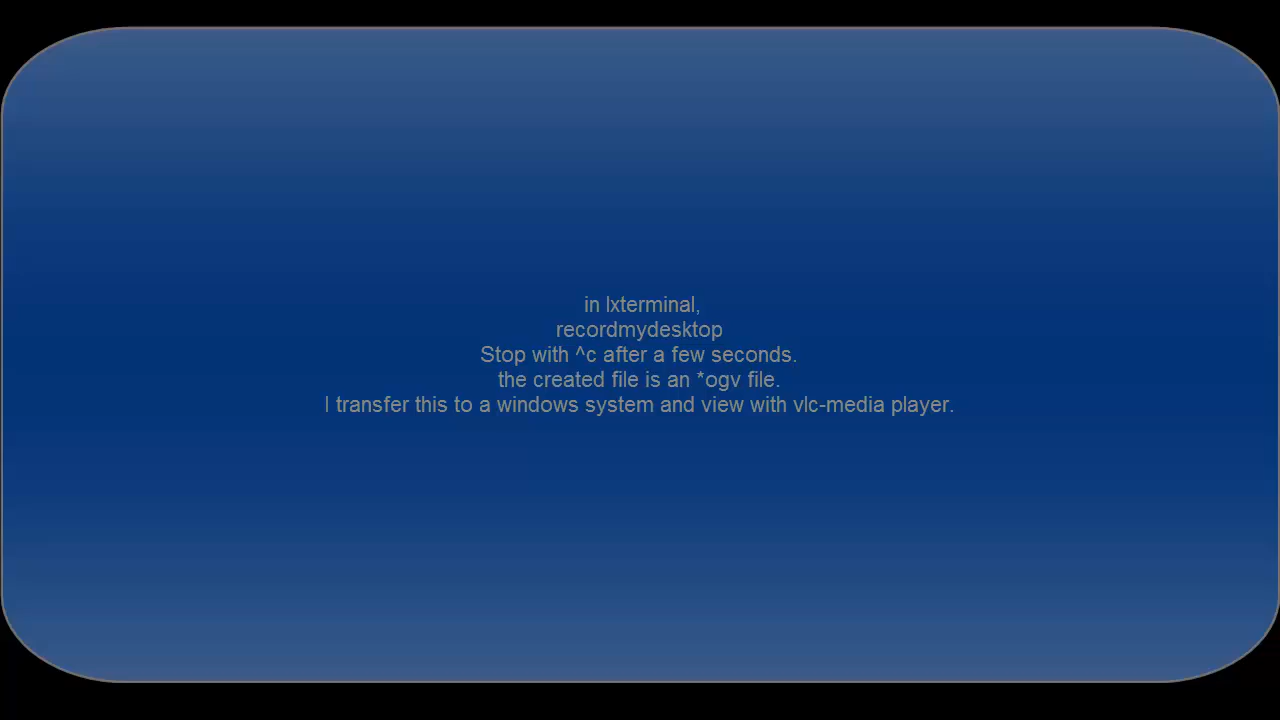 in lxterminal,
recordmydesktop
Stop with ^c after a few seconds.
the created file is an *ogv file.
I transfer this to a windows system and view with vlc-media player.